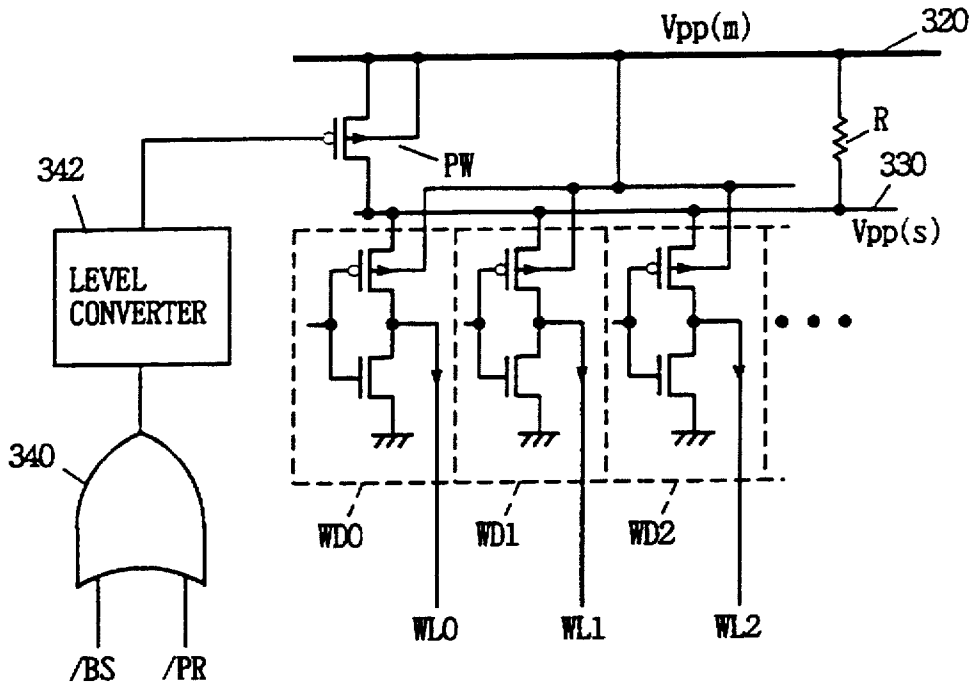 Vpp(m)
320
R
PW
342
330
Vpp(s)
LEVEL
CONVERTER
340
WD0
WD1
WD2
WL0
WL1
WL2
/BS
/PR